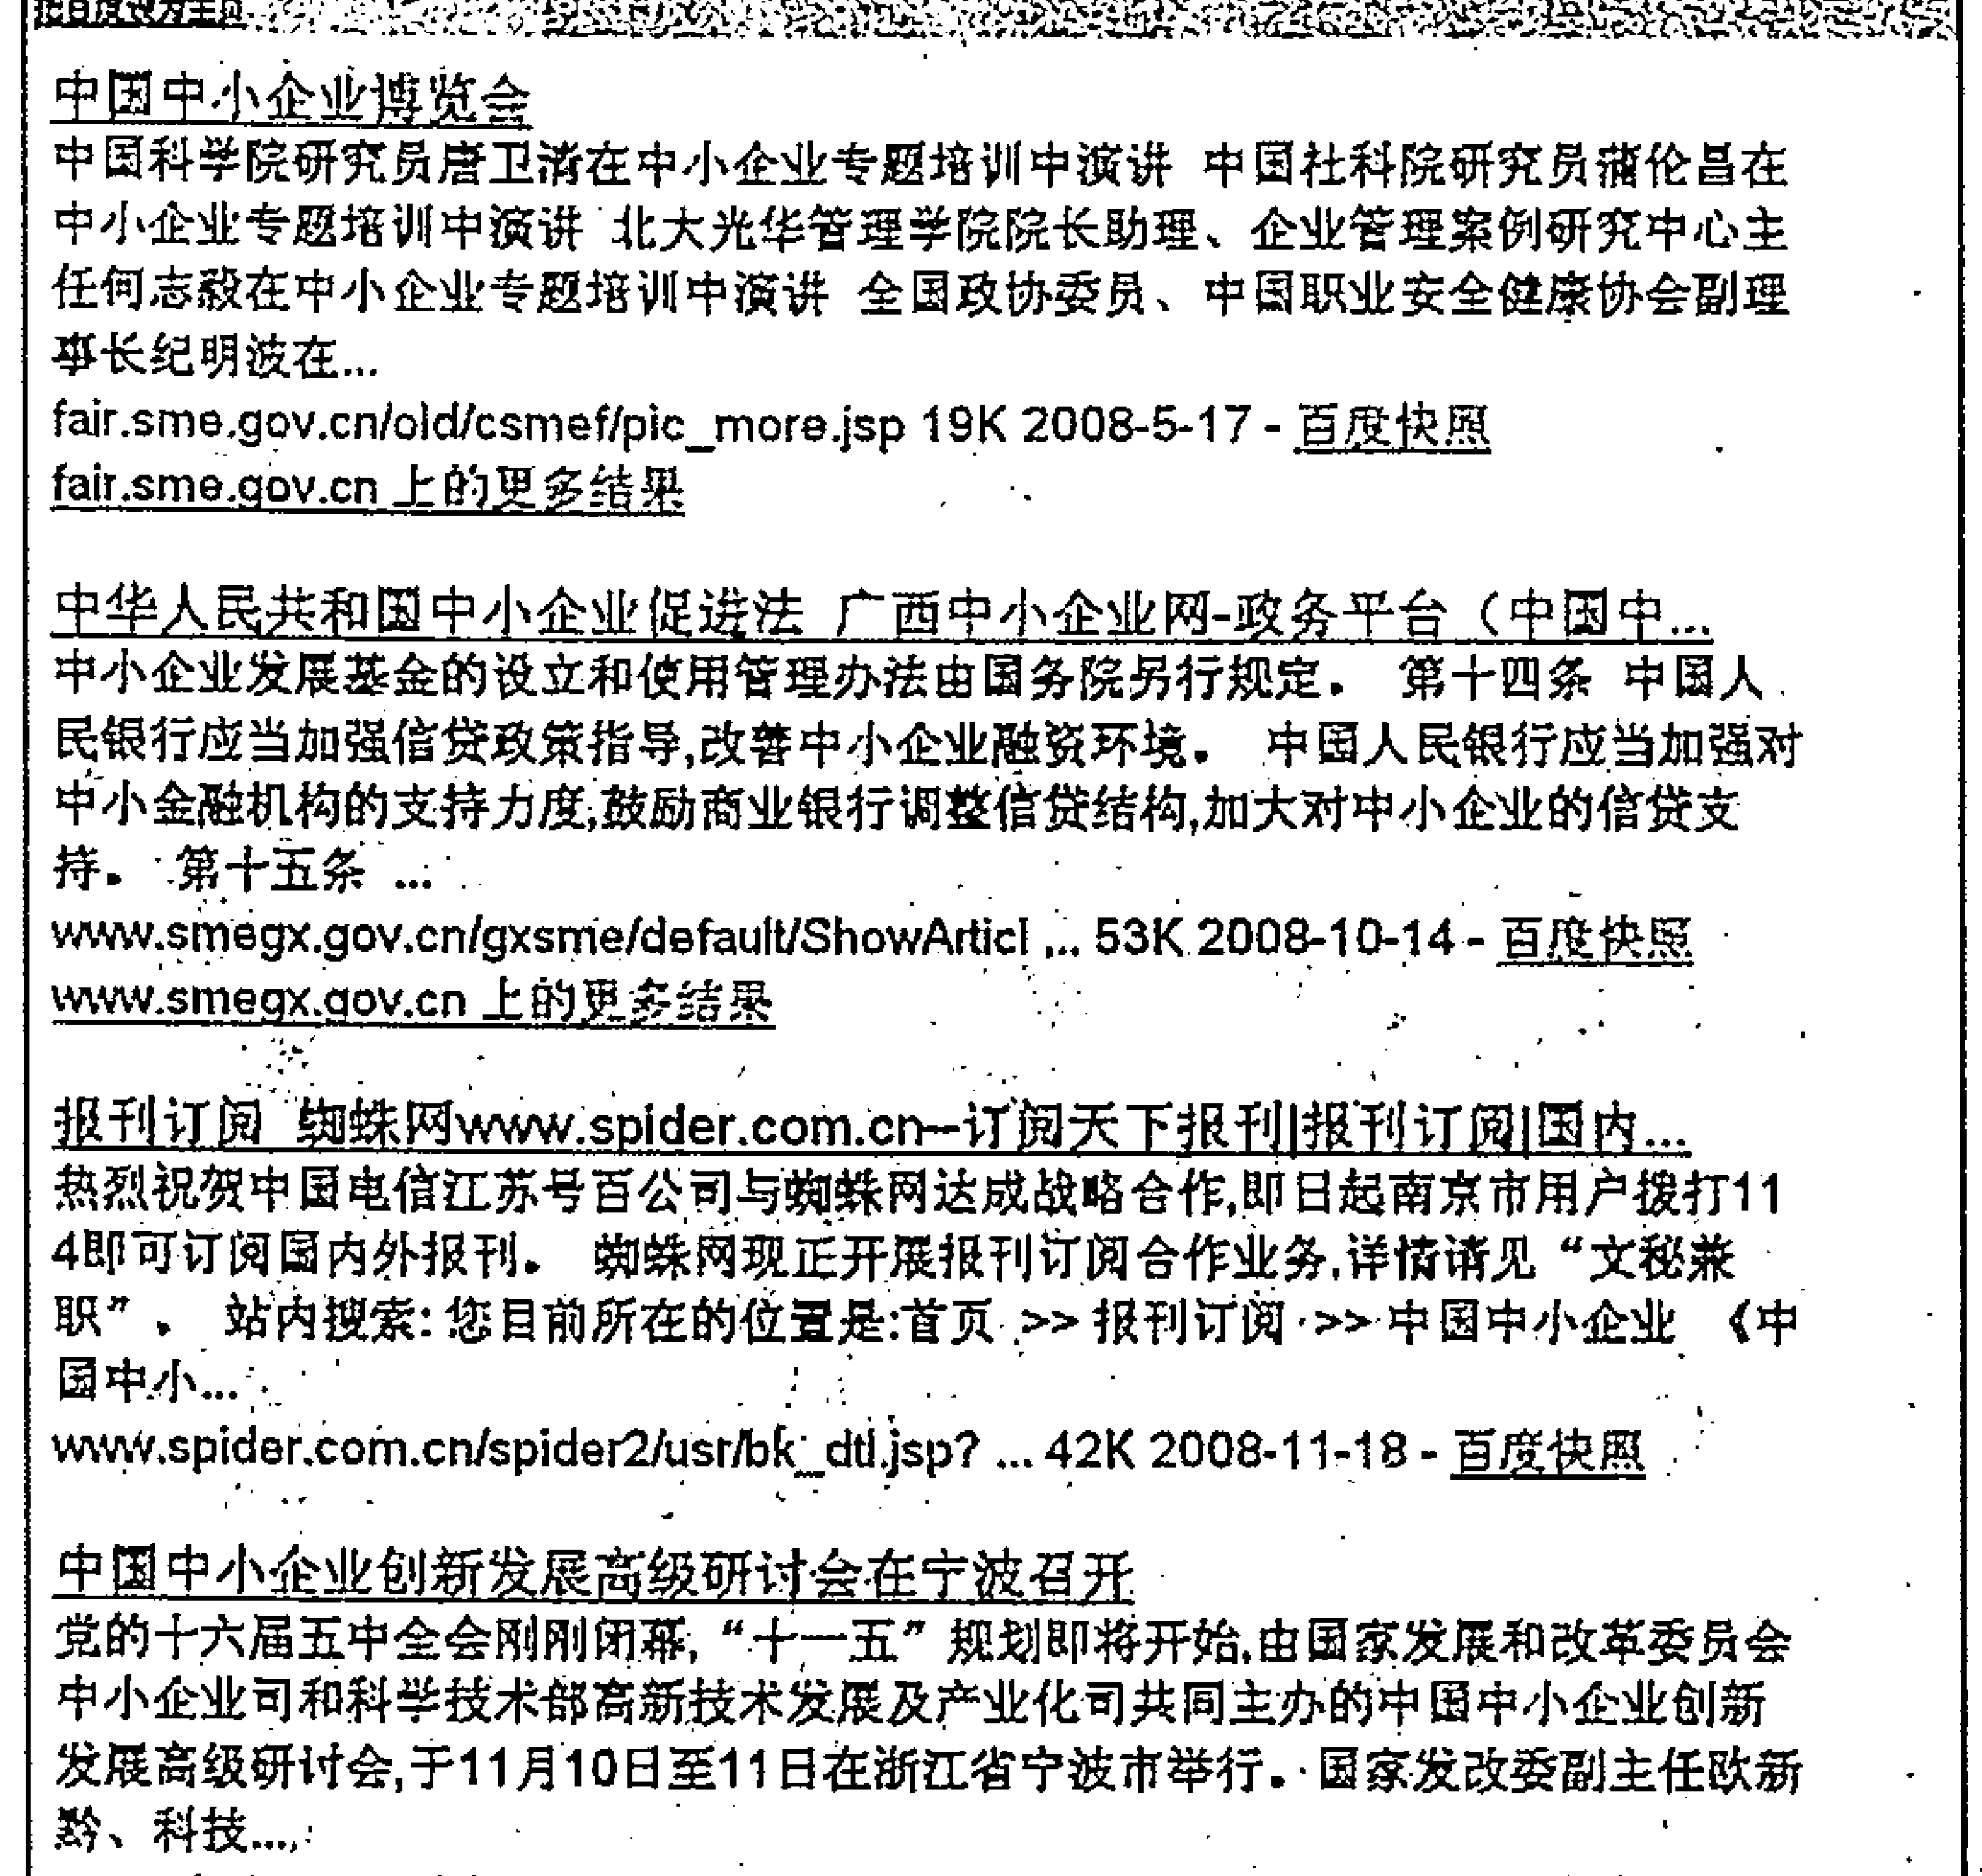 中国中小企业博览会
中国科学院研究员唐卫清在中小企业专题培训中演讲 中国社科院研究员蒲伦昌在
中小企业专题培训中演讲 北大光华管理学院院长助理、企业管理案例研究中心主
任何志毅在中小企业专题培训中演讲 全国政协委员、中国职业安全健康协会副理
事长纪明波在...
fair.sme.gov.cn/old/csmef/pic_more.jsp 19K 2008-5-17 - 百度快照
fair.sme.gov.cn 上的更多结果
中华人民共和国中小企业促进法 广西中小企业网-政务平台（中国中...
中小企业发展基金的设立和使用管理办法由国务院另行规定。 第十四条 中国人
民银行应当加强信贷政策指导,改善中小企业融资环境。 中国人民银行应当加强对
中小金融机构的支持力度,鼓励商业银行调整信贷结构,加大对中小企业的信贷支
持。 第十五条 ...
www.smegx.gov.cn/gxsme/default/ShowArticl ... 53K 2008-10-14 - 百度快照
www.smegx.gov.cn 上的更多结果
报刊订阅 蜘蛛网www.spider.com.cn--订阅天下报刊|报刊订阅|国内...
热烈祝贺中国电信江苏号百公司与蜘蛛网达成战略合作,即日起南京市用户拨打11
4即可订阅国内外报刊。 蜘蛛网现正开展报刊订阅合作业务,详情请见“文秘兼
职”。 站内搜索: 您目前所在的位置是:首页 >> 报刊订阅 >> 中国中小企业 《中
国中小...
www.spider.com.cn/spider2/usr/bk_dtl.jsp? ... 42K 2008-11-18 - 百度快照
中国中小企业创新发展高级研讨会在宁波召开
党的十六届五中全会刚刚闭幕,“十一五”规划即将开始,由国家发展和改革委员会
中小企业司和科学技术部高新技术发展及产业化司共同主办的中国中小企业创新
发展高级研讨会,于11月10日至11日在浙江省宁波市举行。国家发改委副主任欧新
黔、科技...